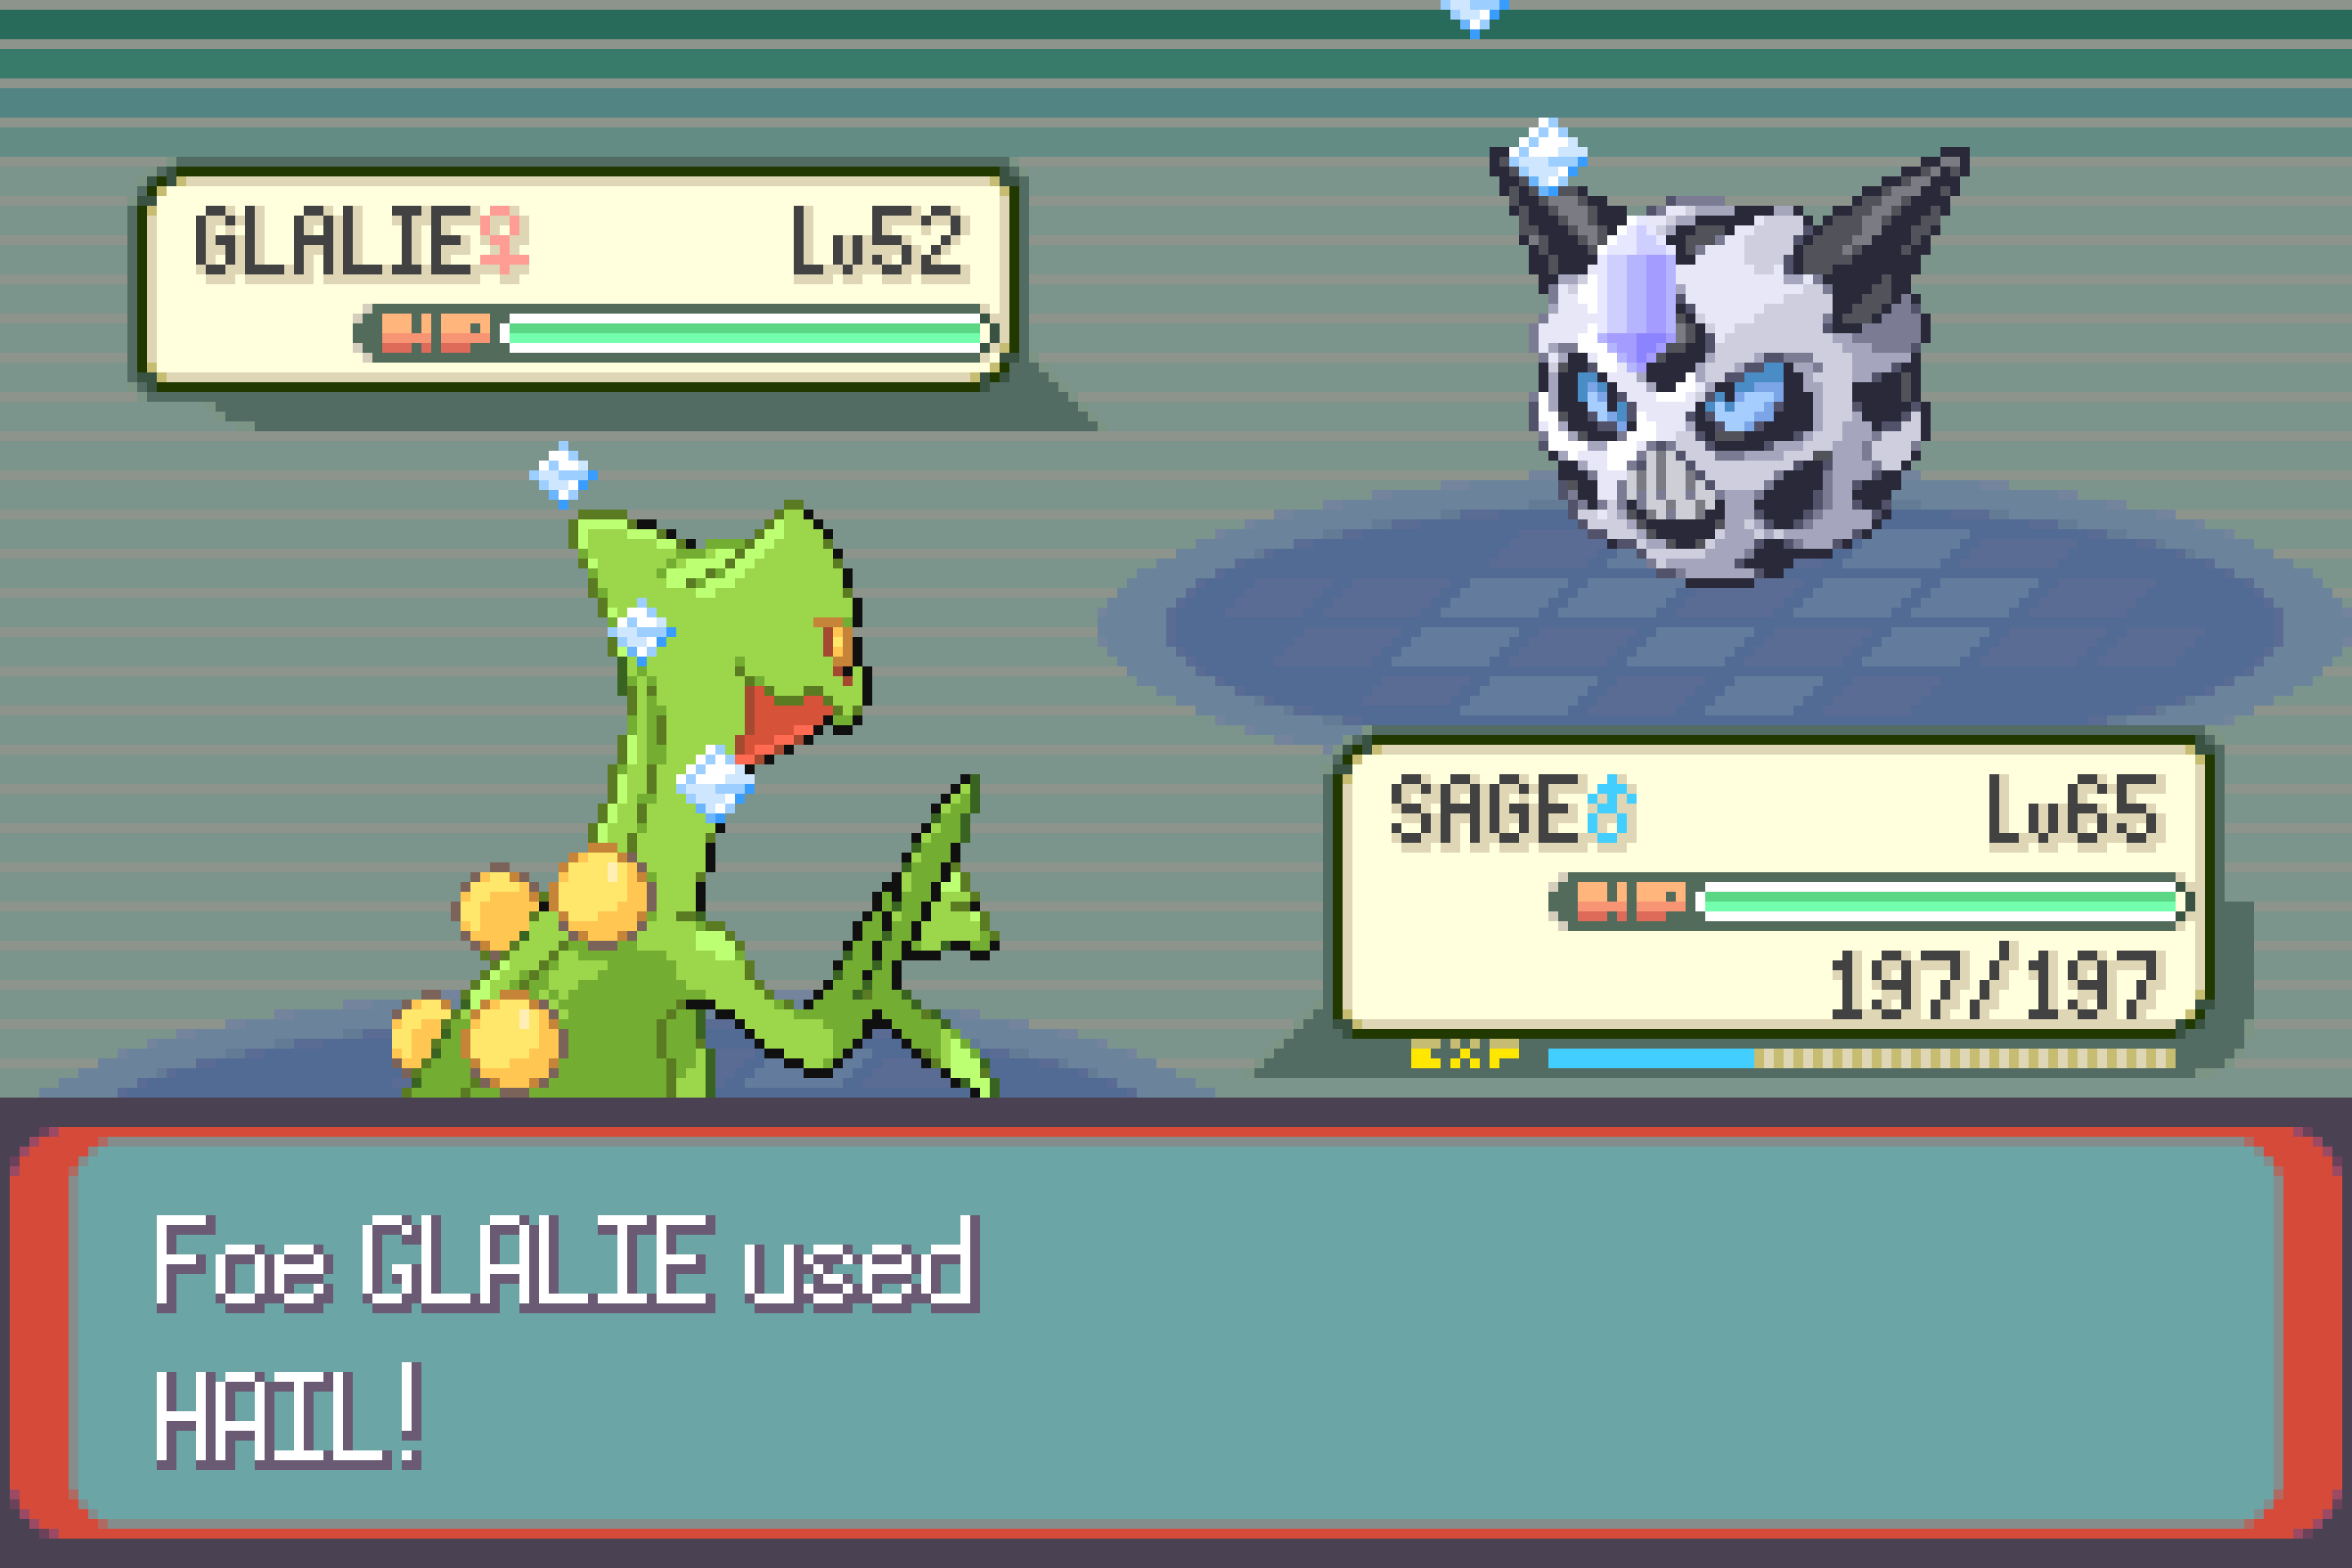 GLALIE♀ Lv52
HP
SAGE♂ Lv65
HP
197/197
EXP
Foe GLALIE used
HAIL!